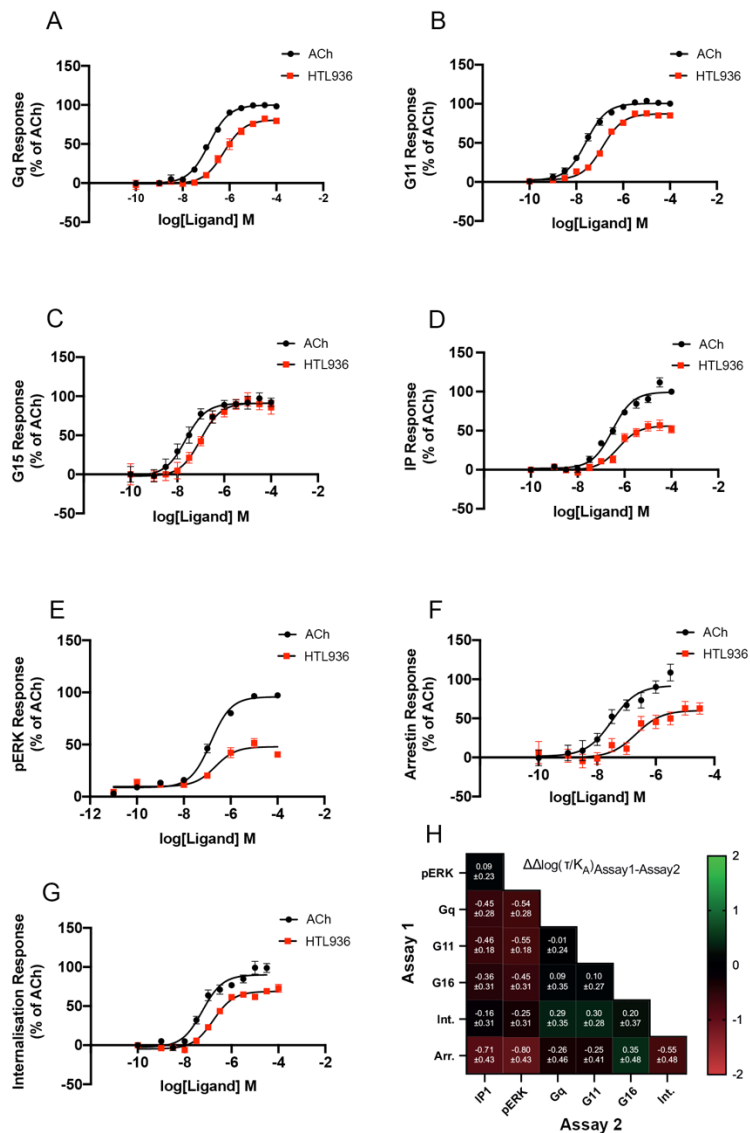 A
ACh
HTL936
150
100
50
0
-50
-10
-8
-6
-4
-2
Gq Response
(% of ACh)
log[Ligand] M
B
ACh
HTL936
150
100
50
0
-50
-10
-8
-6
-4
-2
G11 Response
(% of ACh)
log[Ligand] M
C
ACh
HTL936
150
100
50
0
-50
-10
-8
-6
-4
-2
G15 Response
(% of ACh)
log[Ligand] M
D
ACh
HTL936
150
100
50
0
-50
-10
-8
-6
-4
-2
IP Response
(% of ACh)
log[Ligand] M
E
ACh
HTL936
150
100
50
0
-50
-12
-10
-8
-6
-4
-2
pERK Response
(% of ACh)
log[Ligand] M
F
ACh
HTL936
150
100
50
0
-50
-10
-8
-6
-4
-2
Arrestin Response
(% of ACh)
log[Ligand] M
G
ACh
HTL936
150
100
50
0
-50
-10
-8
-6
-4
-2
Internalisation Response
(% of ACh)
log[Ligand] M
H
ΔΔlog(τ/KA)Assay1-Assay2
Assay 1
pERK
0.09
±0.23
Gq
-0.45
±0.28
-0.54
±0.28
G11
-0.46
±0.18
-0.55
±0.18
-0.01
±0.24
G16
-0.36
±0.31
-0.45
±0.31
0.09
±0.35
0.10
±0.27
Int.
-0.16
±0.31
-0.25
±0.31
0.29
±0.35
0.30
±0.28
0.20
±0.37
Arr.
-0.71
±0.43
-0.80
±0.43
-0.26
±0.46
-0.25
±0.41
0.35
±0.48
-0.55
±0.48
IP1
pERK
Gq
G11
G16
Int.
Assay 2
2
1
0
-1
-2